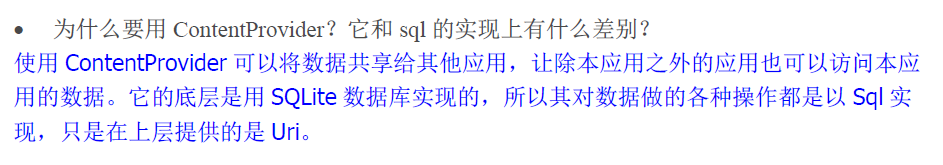 • 为什么要用 ContentProvider？它和 sql 的实现上有什么差别？
使用 ContentProvider 可以将数据共享给其他应用，让除本应用之外的应用也可以访问本应
用的数据。它的底层是用 SQLite 数据库实现的，所以其对数据做的各种操作都是以 Sql 实
现，只是在上层提供的是 Uri。